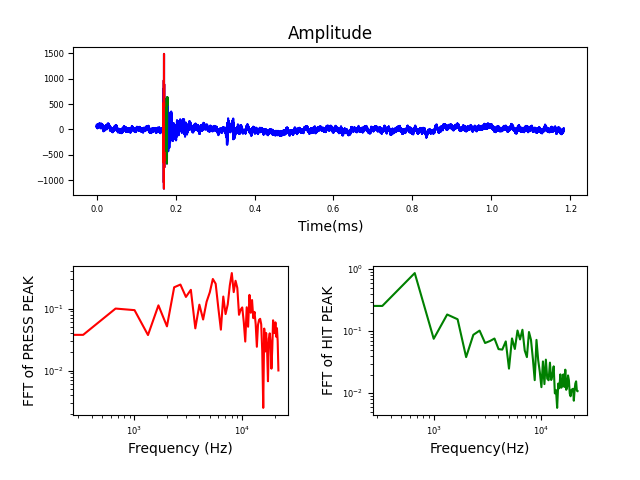 Amplitude
1500
1000
500
0
−500
−1000
0.0 0.2 0.4 0.6 0.8 1.0 1.2
Time(ms)
FFT of PRESS PEAK
10⁻¹
10⁻²
10³ 10⁴
Frequency (Hz)
FFT of HIT PEAK
10⁰
10⁻¹
10⁻²
10³ 10⁴
Frequency(Hz)